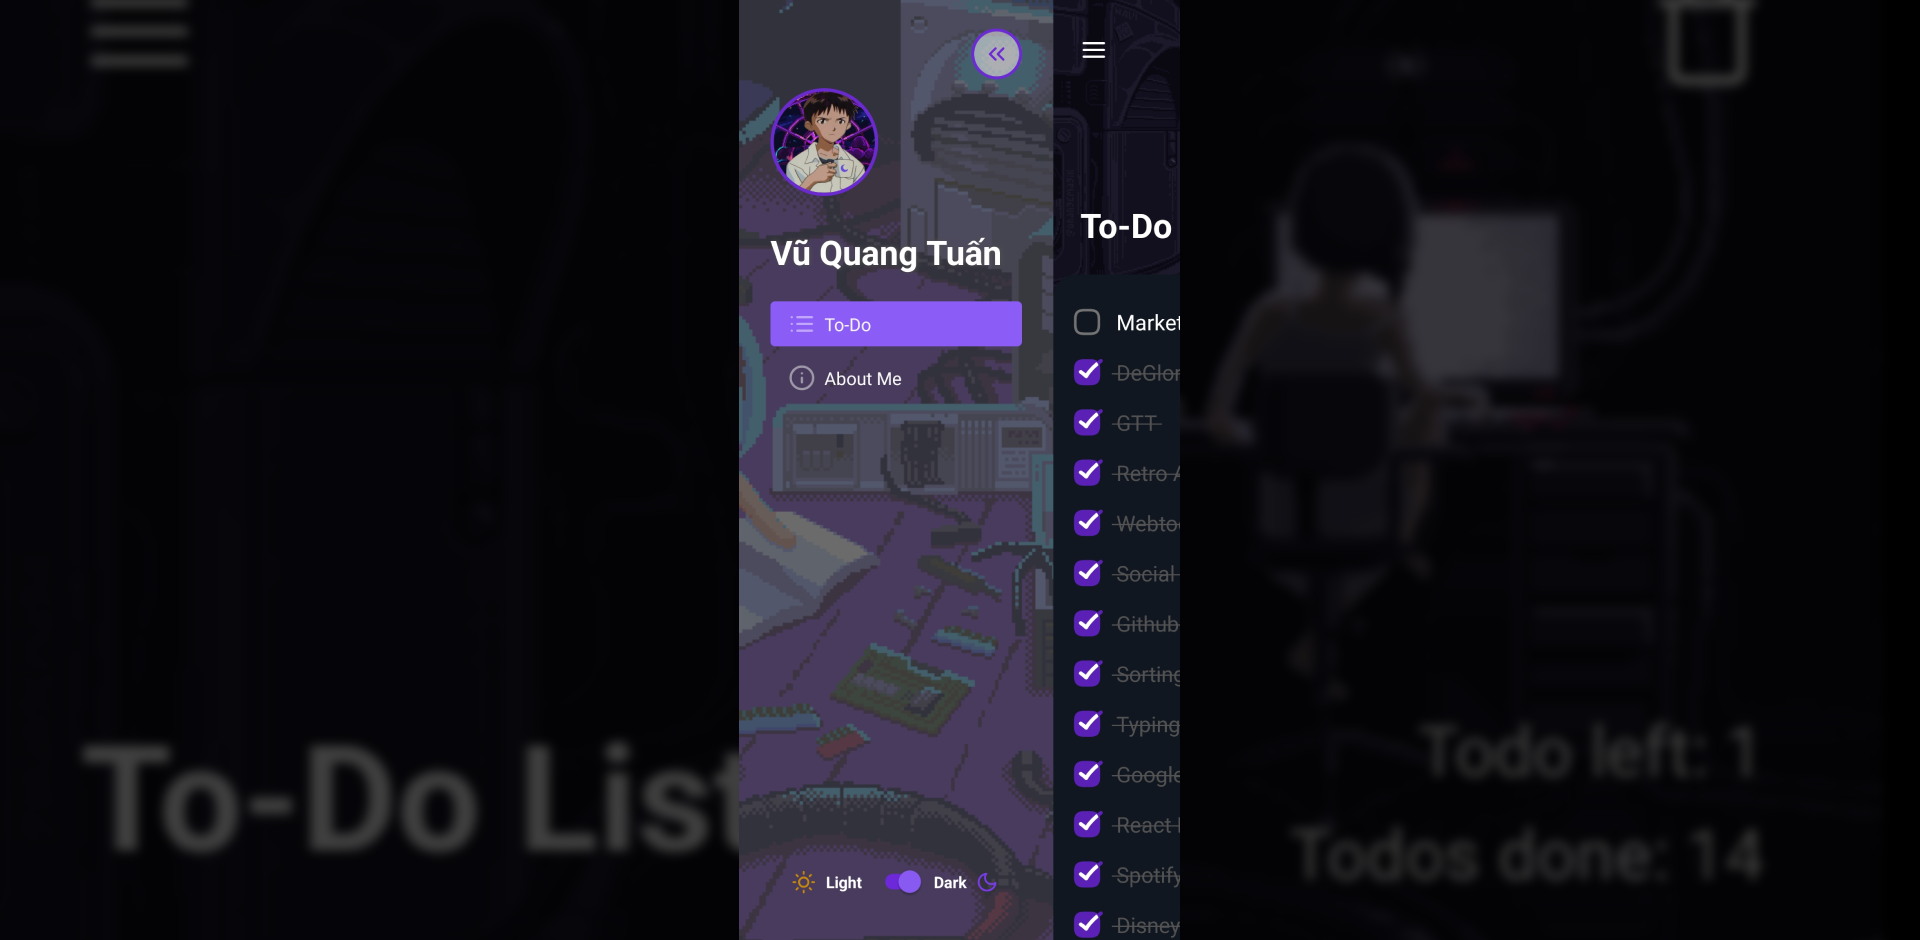 To-Do List
Vũ Quang Tuấn
To-Do
About Me
Light
Dark
To-Do
Market
DeGlor
GTT
Retro A
Webtoo
Social
Github
Sorting
Typing
Google
React
Spotify
Disney
Todo left: 1
Todos done: 14